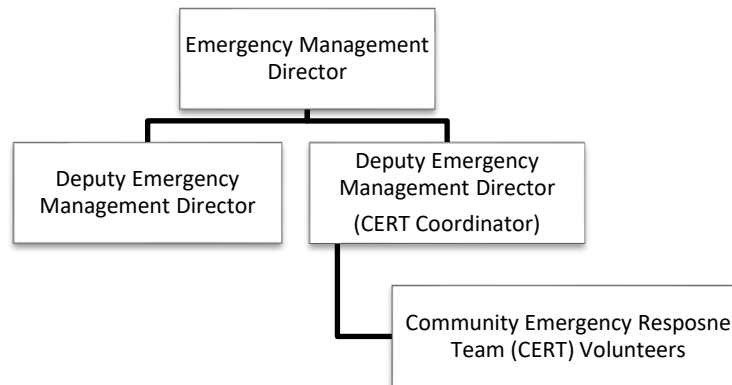 Emergency Management
Director
Deputy Emergency
Management Director
Deputy Emergency
Management Director
(CERT Coordinator)
Community Emergency Resposne
Team (CERT) Volunteers